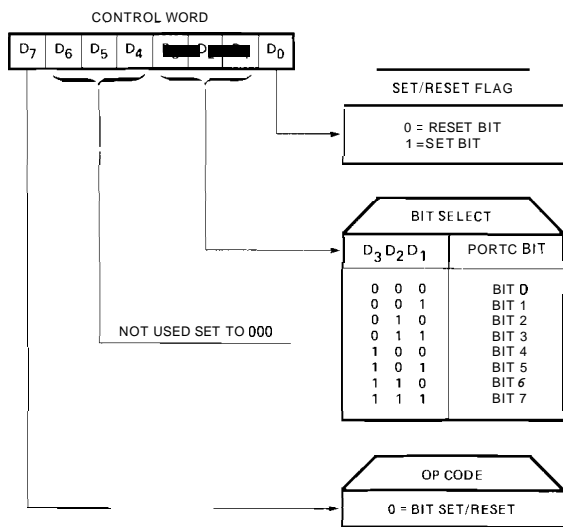 CONTROL WORD
D7 D6 D5 D4 D0
SET/RESET FLAG
0 = RESET BIT
1 =SET BIT
BIT SELECT
D3 D2 D1 PORTC BIT
0 0 0 BIT 0
0 0 1 BIT 1
0 1 0 BIT 2
0 1 1 BIT 3
1 0 0 BIT 4
1 0 1 BIT 5
1 1 0 BIT 6
1 1 1 BIT 7
NOT USED SET TO 000
OP CODE
0 = BIT SET/RESET